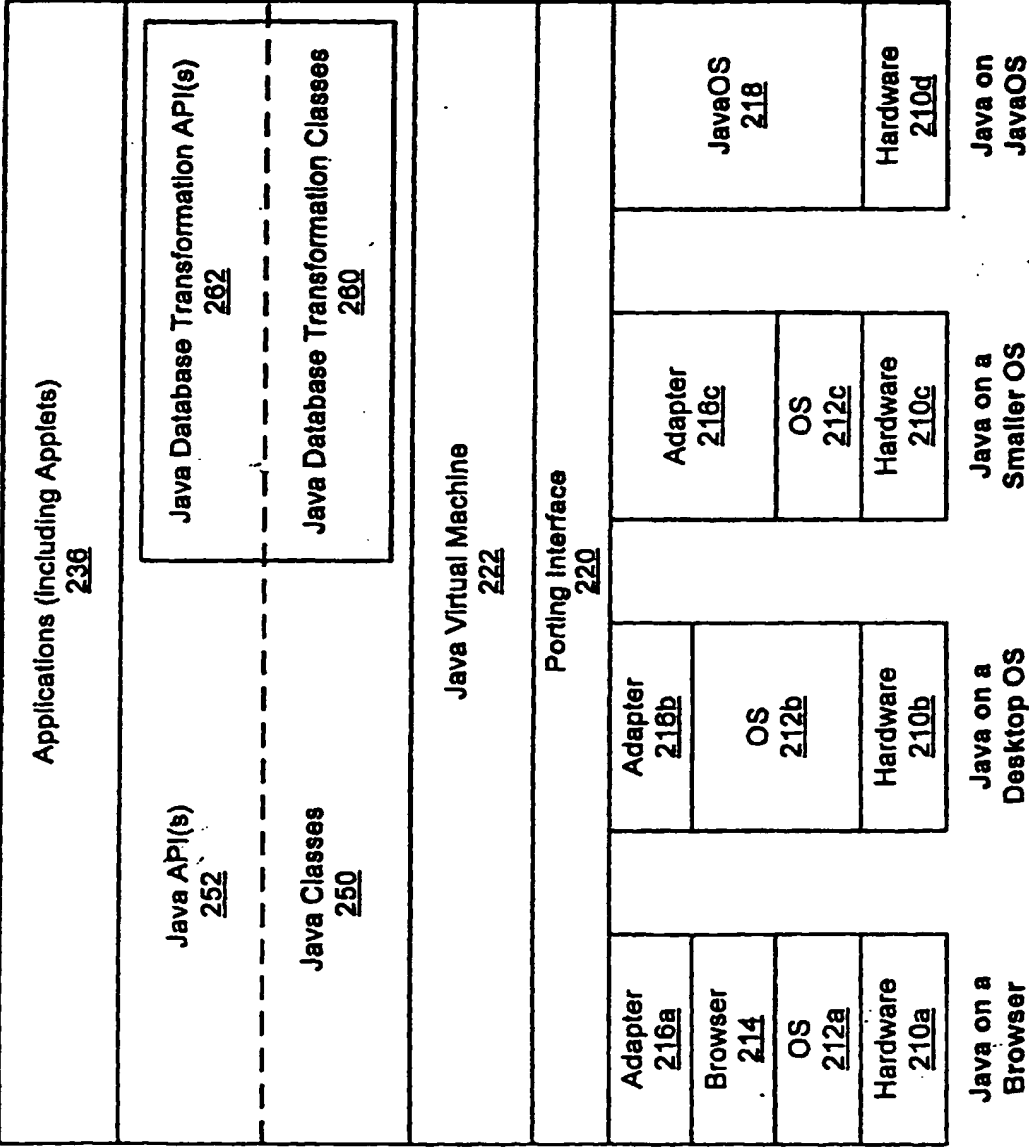 Applications (Including Applets)
236
Java API(s)
252
Java Database Transformation API(s)
262
Java Classes
250
Java Database Transformation Classes
260
Java Virtual Machine
222
Porting Interface
220
Adapter
216a
Browser
214
OS
212a
Hardware
210a
Java on a
Browser
Adapter
216b
OS
212b
Hardware
210b
Java on a
Desktop OS
Adapter
216c
OS
212c
Hardware
210c
Java on a
Smaller OS
JavaOS
218
Hardware
210d
Java on
JavaOS